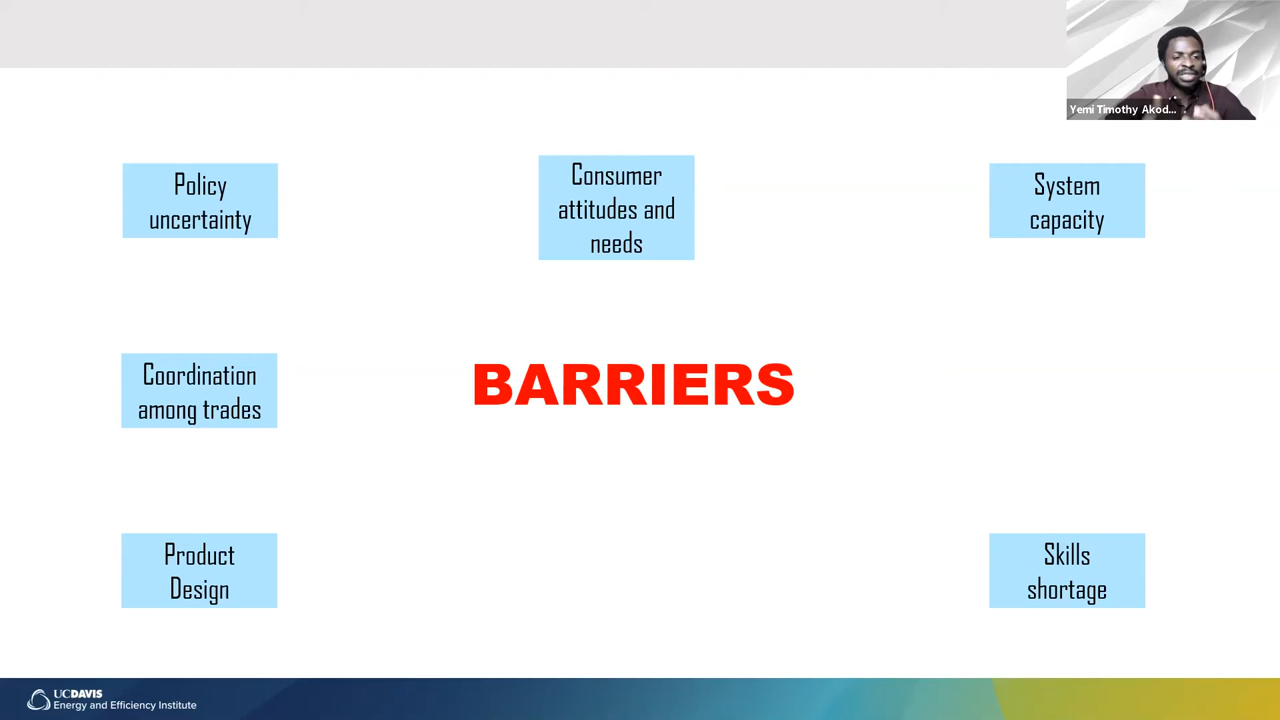 Yemi Timothy Akod...
Policy
uncertainty
Consumer
attitudes and
needs
System
capacity
Coordination
among trades
BARRIERS
Product
Design
Skills
shortage
UCDAVIS
Energy and Efficiency Institute